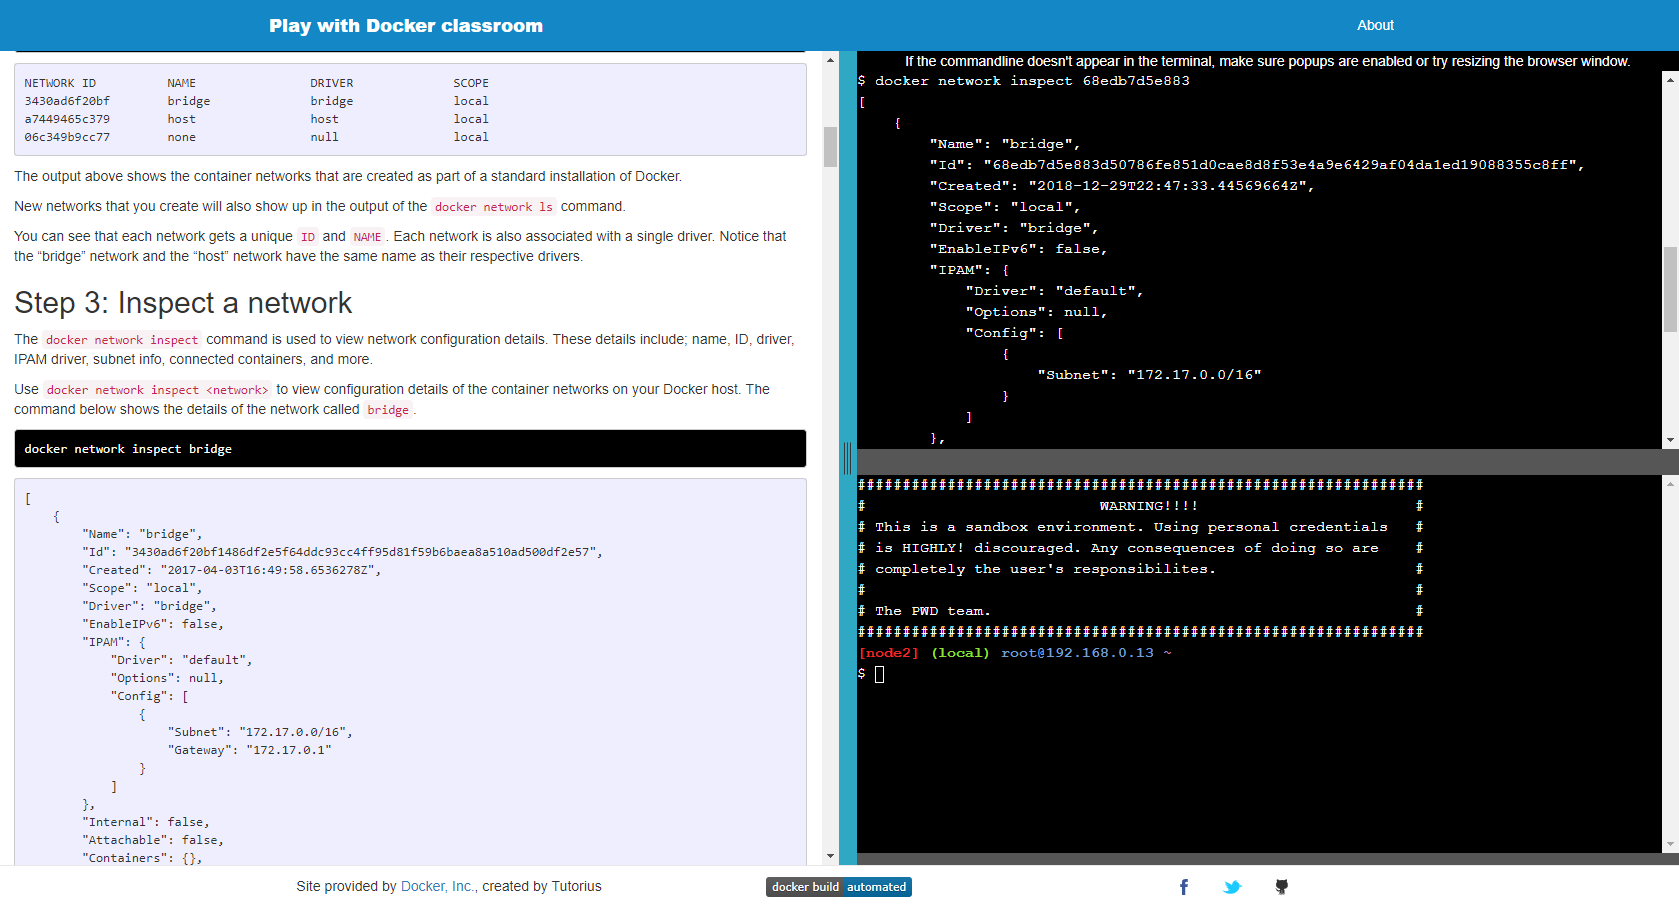 Play with Docker classroom
About
NETWORK ID NAME DRIVER SCOPE
3430ad6f20bf bridge bridge local
a7449465c379 host host local
06c349b9cc77 none null local
The output above shows the container networks that are created as part of a standard installation of Docker.
New networks that you create will also show up in the output of the docker network ls command.
You can see that each network gets a unique ID and NAME. Each network is also associated with a single driver. Notice that
the “bridge” network and the “host” network have the same name as their respective drivers.
Step 3: Inspect a network
The docker network inspect command is used to view network configuration details. These details include; name, ID, driver,
IPAM driver, subnet info, connected containers, and more.
Use docker network inspect <network> to view configuration details of the container networks on your Docker host. The
command below shows the details of the network called bridge.
docker network inspect bridge
[
{
"Name": "bridge",
"Id": "3430ad6f20bf1486df2e5f64ddc93cc4ff95d81f59b6baea8a510ad500df2e57",
"Created": "2017-04-03T16:49:58.6536278Z",
"Scope": "local",
"Driver": "bridge",
"EnableIPv6": false,
"IPAM": {
"Driver": "default",
"Options": null,
"Config": [
{
"Subnet": "172.17.0.0/16",
"Gateway": "172.17.0.1"
}
]
},
"Internal": false,
"Attachable": false,
"Containers": {},
If the commandline doesn't appear in the terminal, make sure popups are enabled or try resizing the browser window.
$ docker network inspect 68edb7d5e883
[
{
"Name": "bridge",
"Id": "68edb7d5e883d50786fe851d0cae8d8f53e4a9e6429af04da1ed19088355c8ff",
"Created": "2018-12-29T22:47:33.44569664Z",
"Scope": "local",
"Driver": "bridge",
"EnableIPv6": false,
"IPAM": {
"Driver": "default",
"Options": null,
"Config": [
{
"Subnet": "172.17.0.0/16"
}
]
},
###############################################################
# WARNING!!!! #
# This is a sandbox environment. Using personal credentials #
# is HIGHLY! discouraged. Any consequences of doing so are #
# completely the user's responsibilites. #
# #
# The PWD team. #
###############################################################
[node2] (local) root@192.168.0.13 ~
$
Site provided by Docker, Inc., created by Tutorius
docker build automated